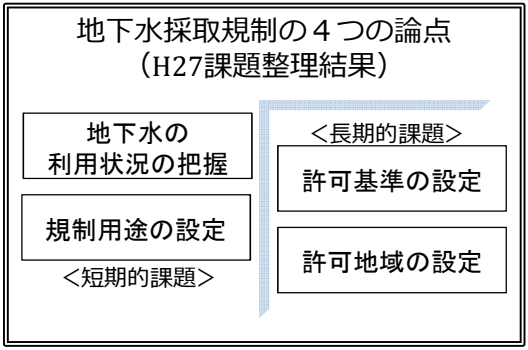 地下水採取規制の４つの論点
（H27課題整理結果）
地下水の
利用状況の把握
規制用途の設定
＜短期的課題＞
＜長期的課題＞
許可基準の設定
許可地域の設定